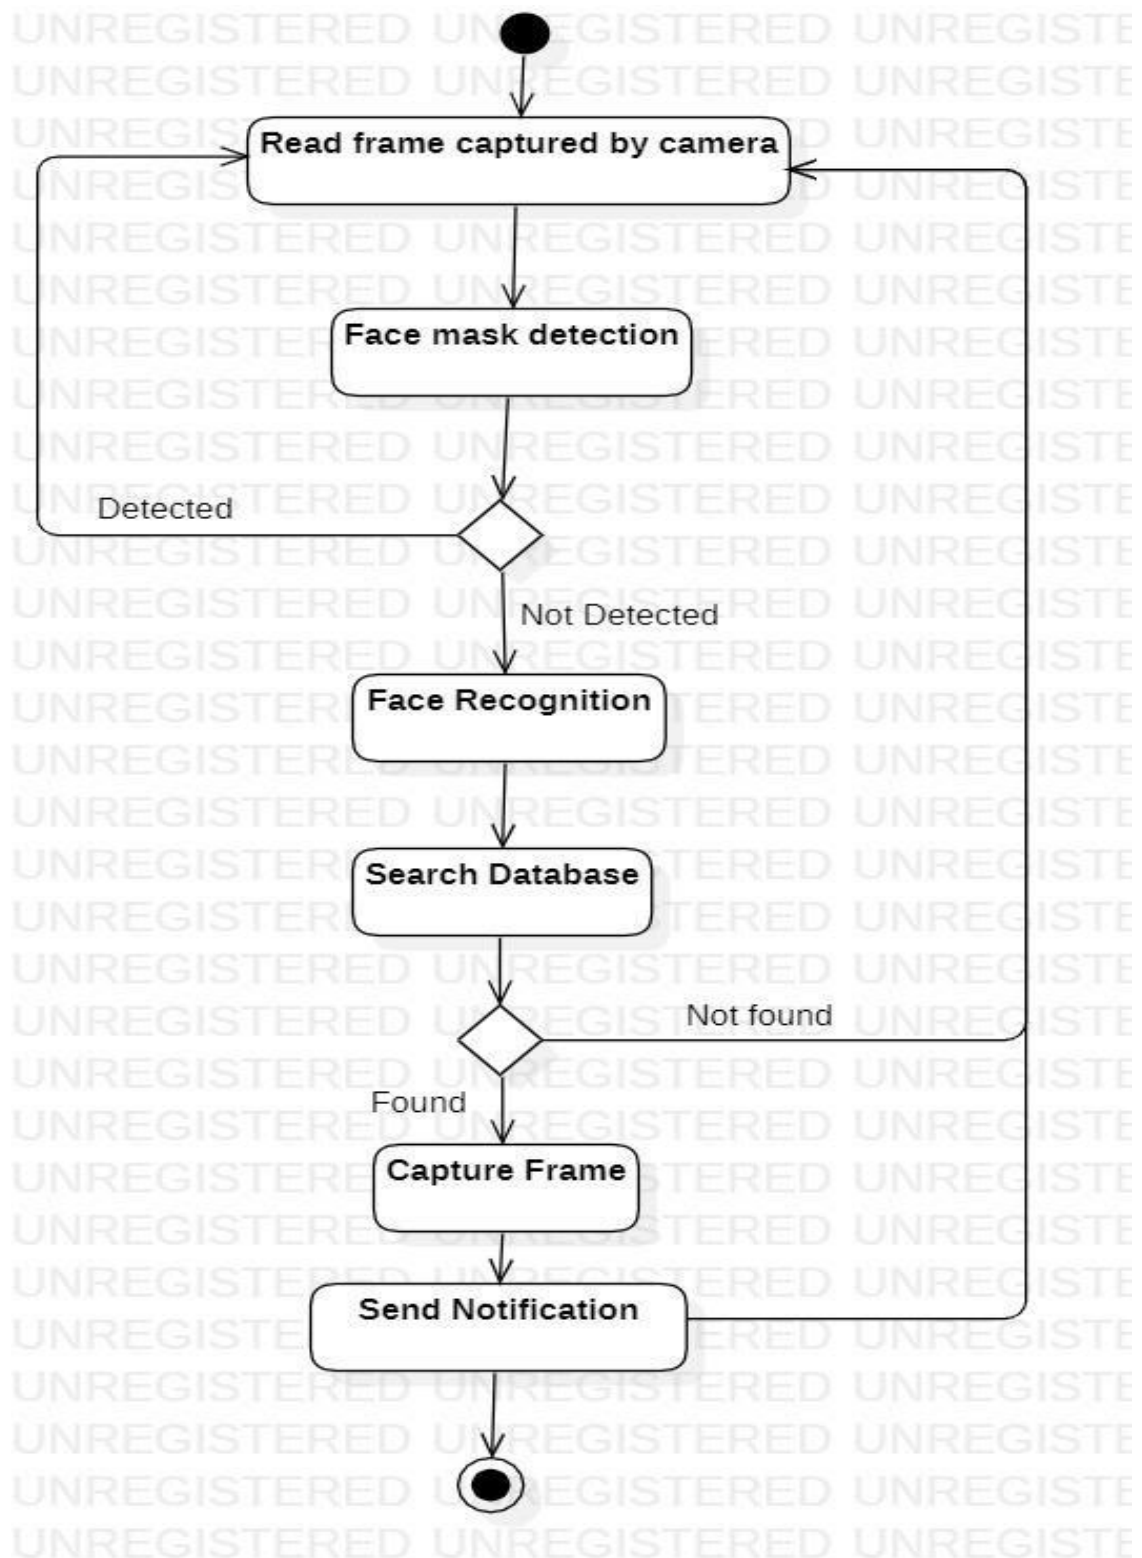 Read frame captured by camera
Face mask detection
Detected
Not Detected
Face Recognition
Search Database
Not found
Found
Capture Frame
Send Notification
UNREGISTERED